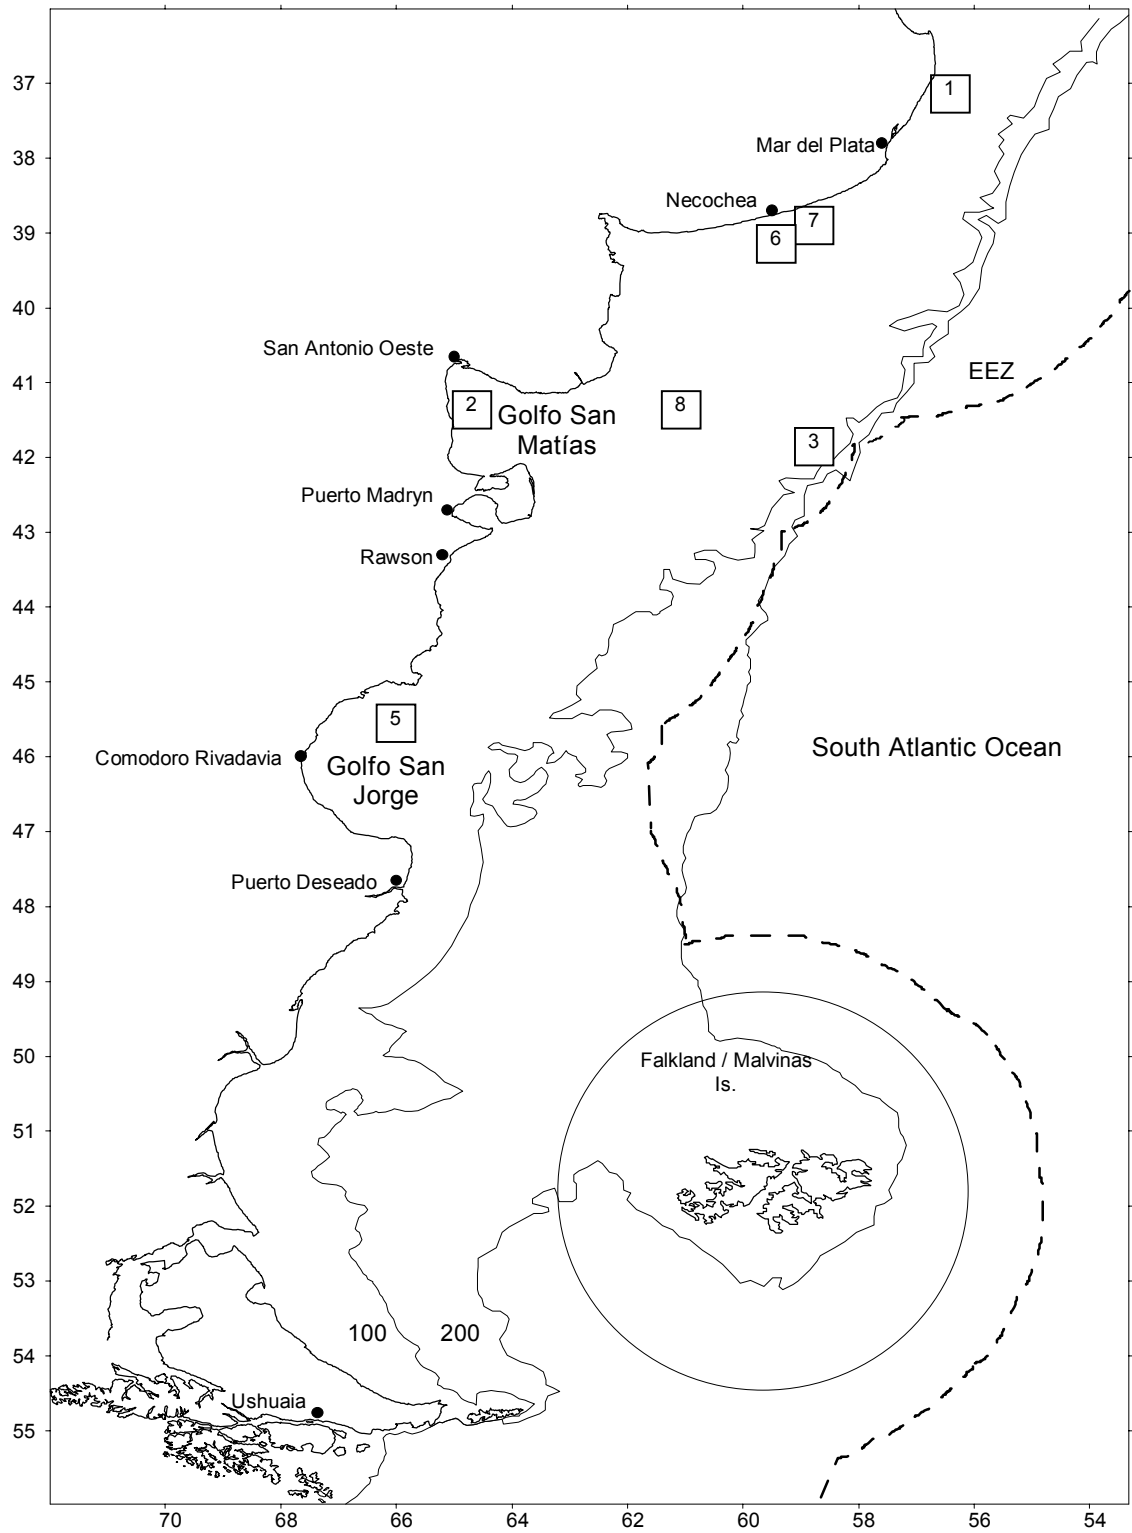 37
1
Mar del Plata
38
Necochea
7
39
6
40
San Antonio Oeste
EEZ
41
2
Golfo San
Matías
8
3
42
Puerto Madryn
43
Rawson
44
45
5
South Atlantic Ocean
46
Comodoro Rivadavia
Golfo San
Jorge
47
Puerto Deseado
48
49
50
Falkland / Malvinas
Is.
51
52
53
100
200
54
Ushuaia
55
70
68
66
64
62
60
58
56
54